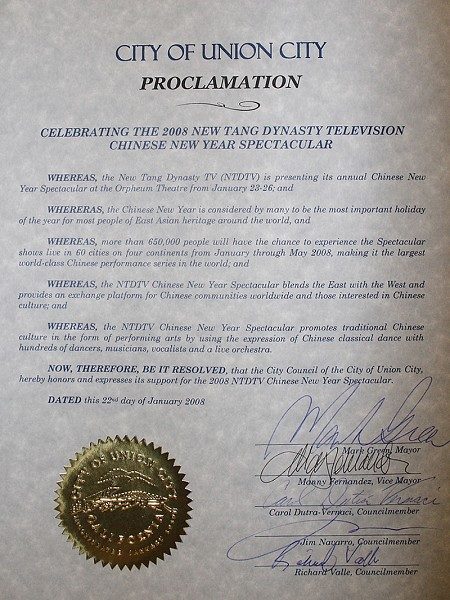 CITY OF UNION CITY
PROCLAMATION
CELEBRATING THE 2008 NEW TANG DYNASTY TELEVISION
CHINESE NEW YEAR SPECTACULAR
WHEREAS, the New Tang Dynasty TV (NTDTV) is presenting its annual Chinese New
Year Spectacular at the Orpheum Theatre from January 23-26; and
WHERERAS, the Chinese New Year is considered by many to be the most important holiday
of the year for most people of East Asian heritage around the world, and
WHEREAS, more than 650,000 people will have the chance to experience the Spectacular
shows live in 60 cities on four continents from January through May 2008, making it the largest
world-class Chinese performance series in the world; and
WHEREAS, the NTDTV Chinese New Year Spectacular blends the East with the West and
provides an exchange platform for Chinese communities worldwide and those interested in Chinese
culture; and
WHEREAS, the NTDTV Chinese New Year Spectacular promotes traditional Chinese
culture in the form of performing arts by using the expression of Chinese classical dance with
hundreds of dancers, musicians, vocalists and a live orchestra.
NOW, THEREFORE, BE IT RESOLVED, that the City Council of the City of Union City,
hereby honors and expresses its support for the 2008 NTDTV Chinese New Year Spectacular.
DATED this 22nd day of January 2008
Mark Green, Mayor
Manny Fernandez, Vice Mayor
Carol Dutra-Vernaci, Councilmember
Jim Navarro, Councilmember
Richard Valle, Councilmember
CITY OF UNION CITY
CALIFORNIA